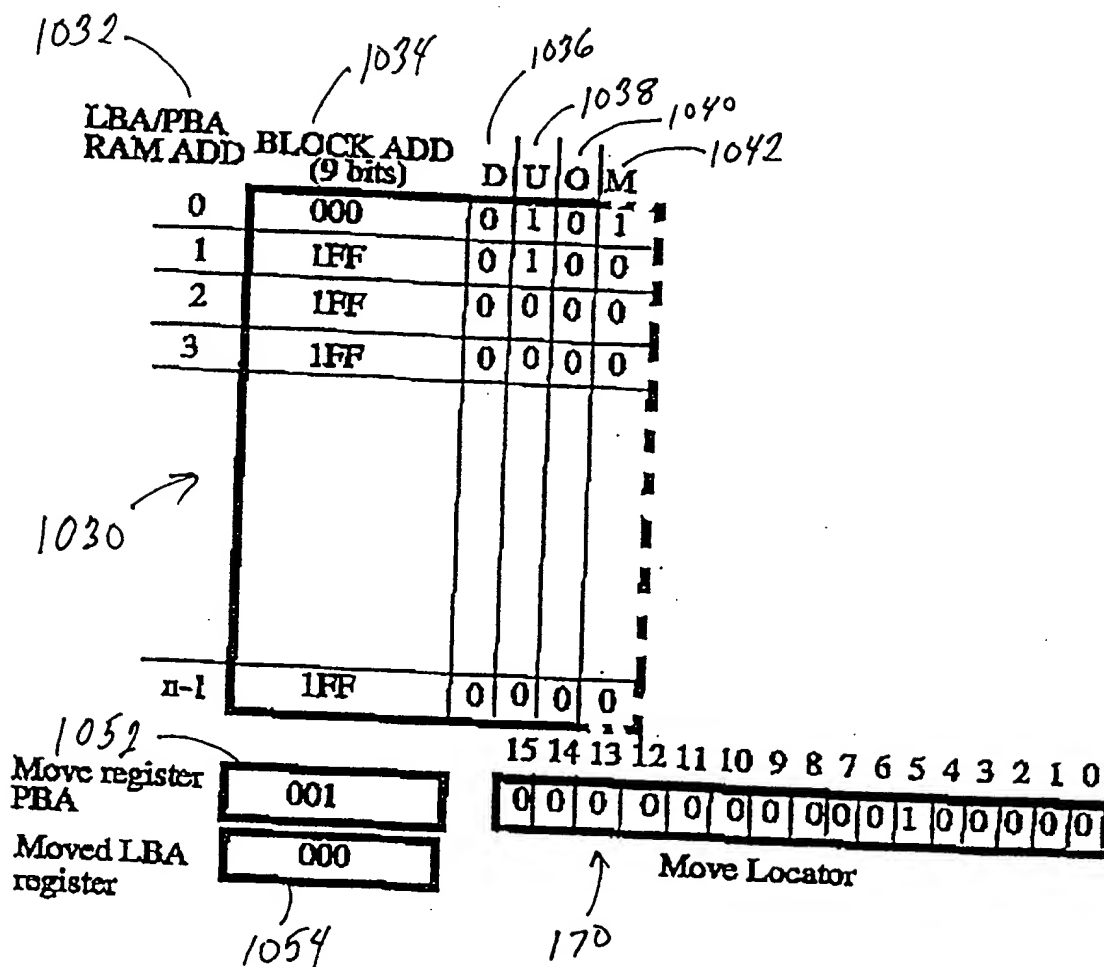 1032
1034
1036
1038
1040
1042
LBA/PBA RAM ADD
BLOCK ADD (9 bits)
D U O M
0 000 0 1 0 1
1 1FF 0 1 0 0
2 1FF 0 0 0 0
3 1FF 0 0 0 0
1030
n-1 1FF 0 0 0 0
1052
15 14 13 12 11 10 9 8 7 6 5 4 3 2 1 0
Move register PBA
001
0 0 0 0 0 0 0 0 0 0 1 0 0 0 0 0
Moved LBA register
000
Move Locator
1054
170